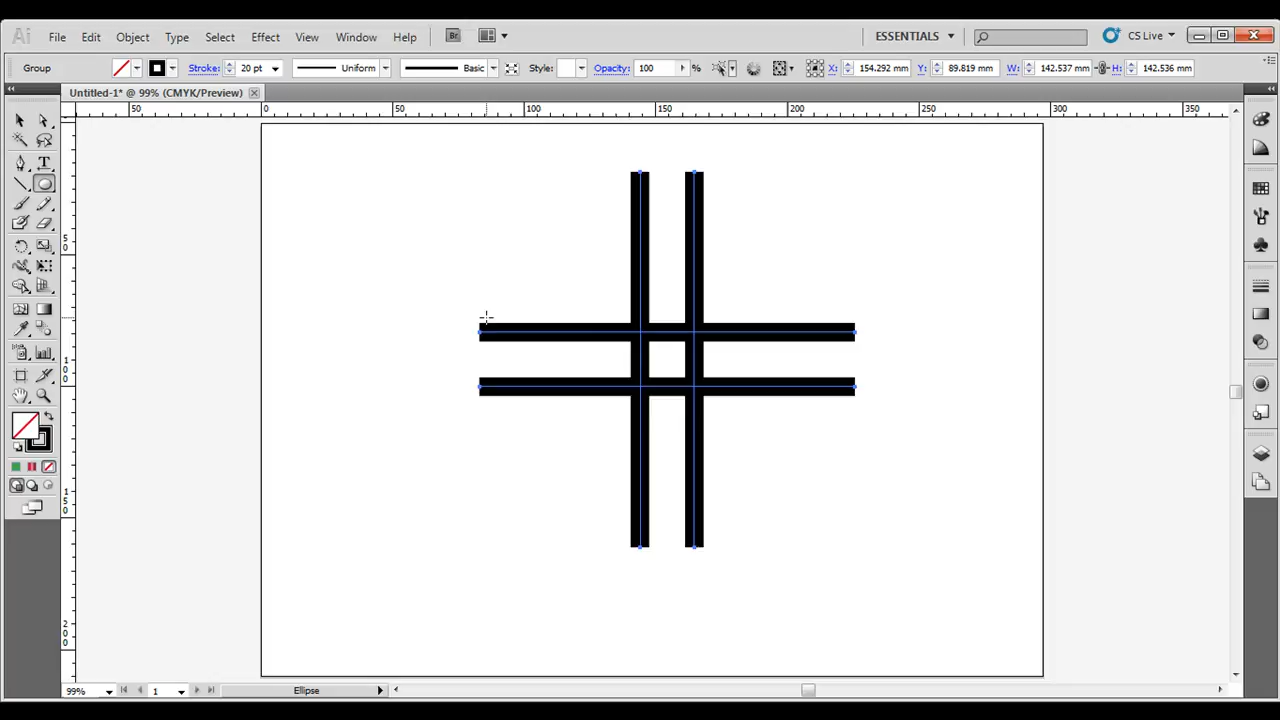 Ai File Edit Object Type Select Effect View Window Help Br ESSENTIALS CS Live
Group Stroke: 20 pt Uniform Basic Style: Opacity: 100 % X: 154.292 mm Y: 89.819 mm W: 142.537 mm H: 142.536 mm
Untitled-1* @ 99% (CMYK/Preview)
50 0 50 100 150 200 250 300 350
T
5
0
1
0
0
1
5
0
2
0
0
99% 1 Ellipse